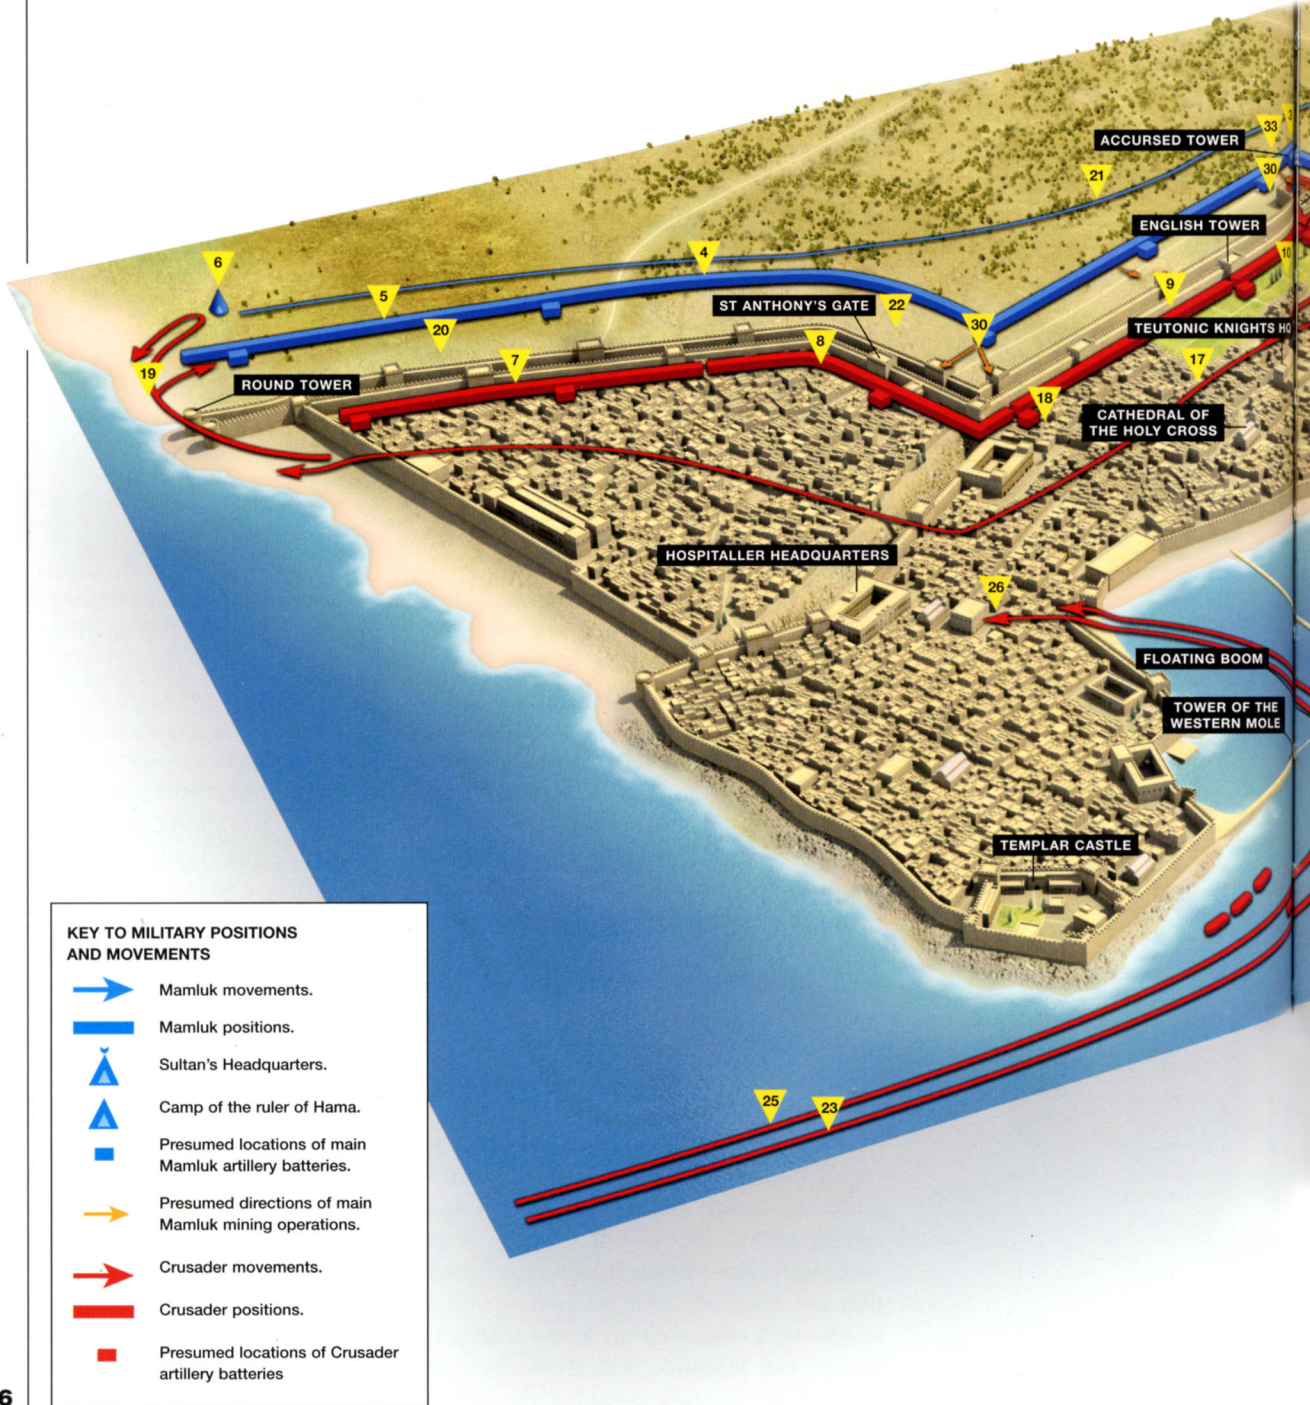 33
3
ACCURSED TOWER
30
21
ENGLISH TOWER
10
6
4
5
9
ST ANTHONY'S GATE
22
20
30
TEUTONIC KNIGHTS HO
8
7
17
19
ROUND TOWER
18
CATHEDRAL OF
THE HOLY CROSS
HOSPITALLER HEADQUARTERS
26
FLOATING BOOM
TOWER OF THE
WESTERN MOLE
TEMPLAR CASTLE
25
23
KEY TO MILITARY POSITIONS
AND MOVEMENTS
Mamluk movements.
Mamluk positions.
Sultan's Headquarters.
Camp of the ruler of Hama.
Presumed locations of main
Mamluk artillery batteries.
Presumed directions of main
Mamluk mining operations.
Crusader movements.
Crusader positions.
Presumed locations of Crusader
artillery batteries
6